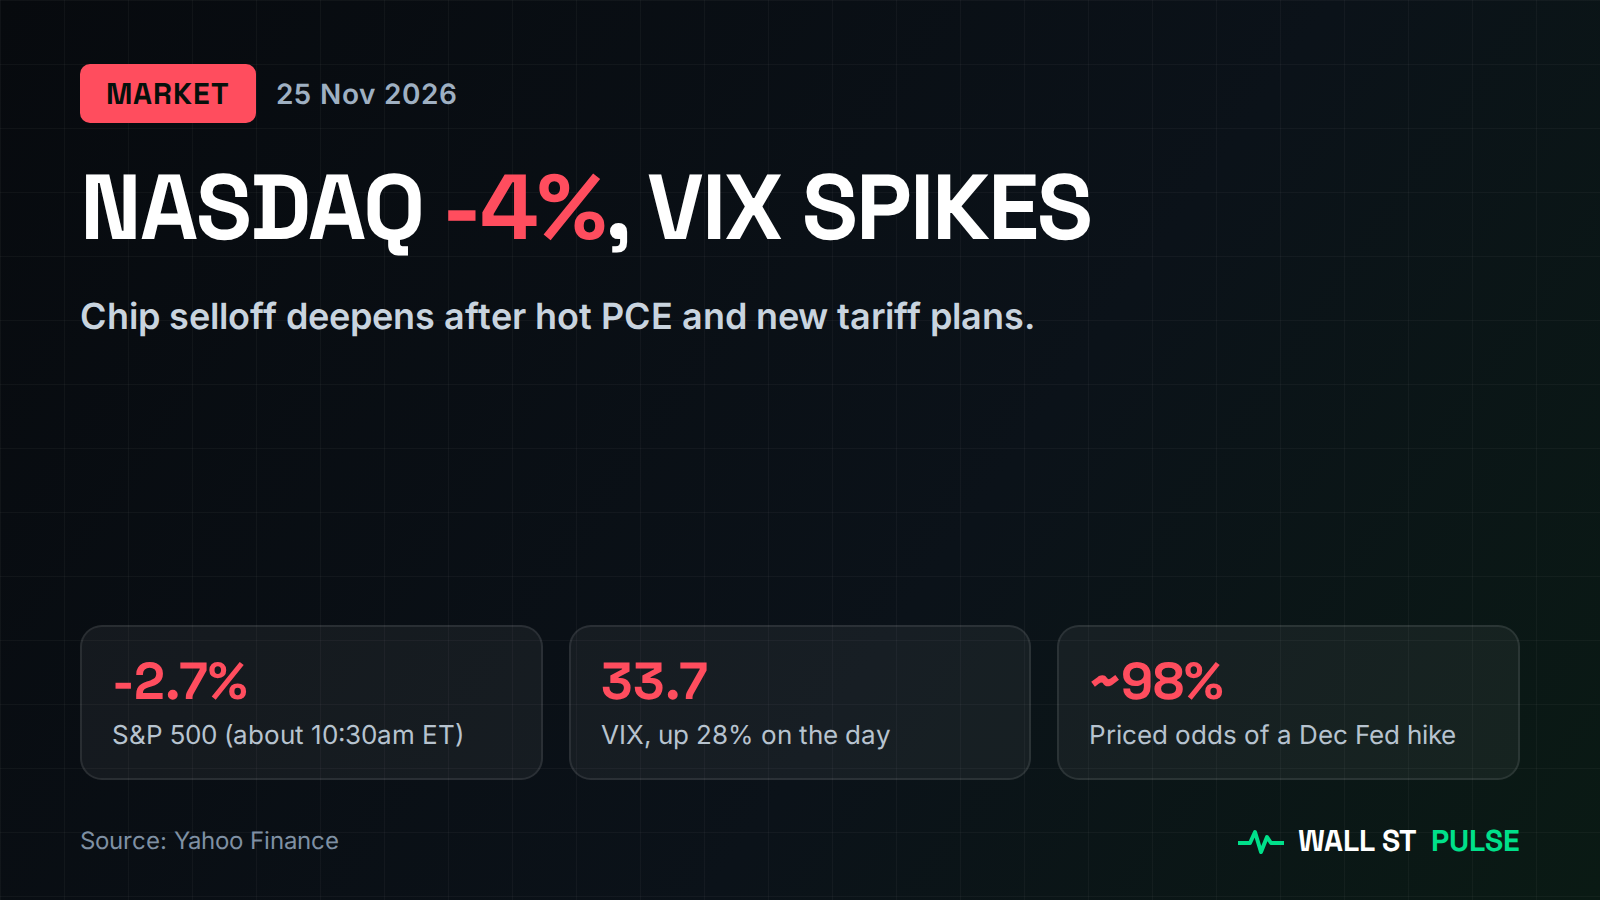 MARKET 25 Nov 2026
NASDAQ -4%, VIX SPIKES
Chip selloff deepens after hot PCE and new tariff plans.
-2.7%
S&P 500 (about 10:30am ET)
33.7
VIX, up 28% on the day
~98%
Priced odds of a Dec Fed hike
Source: Yahoo Finance
WALL ST PULSE